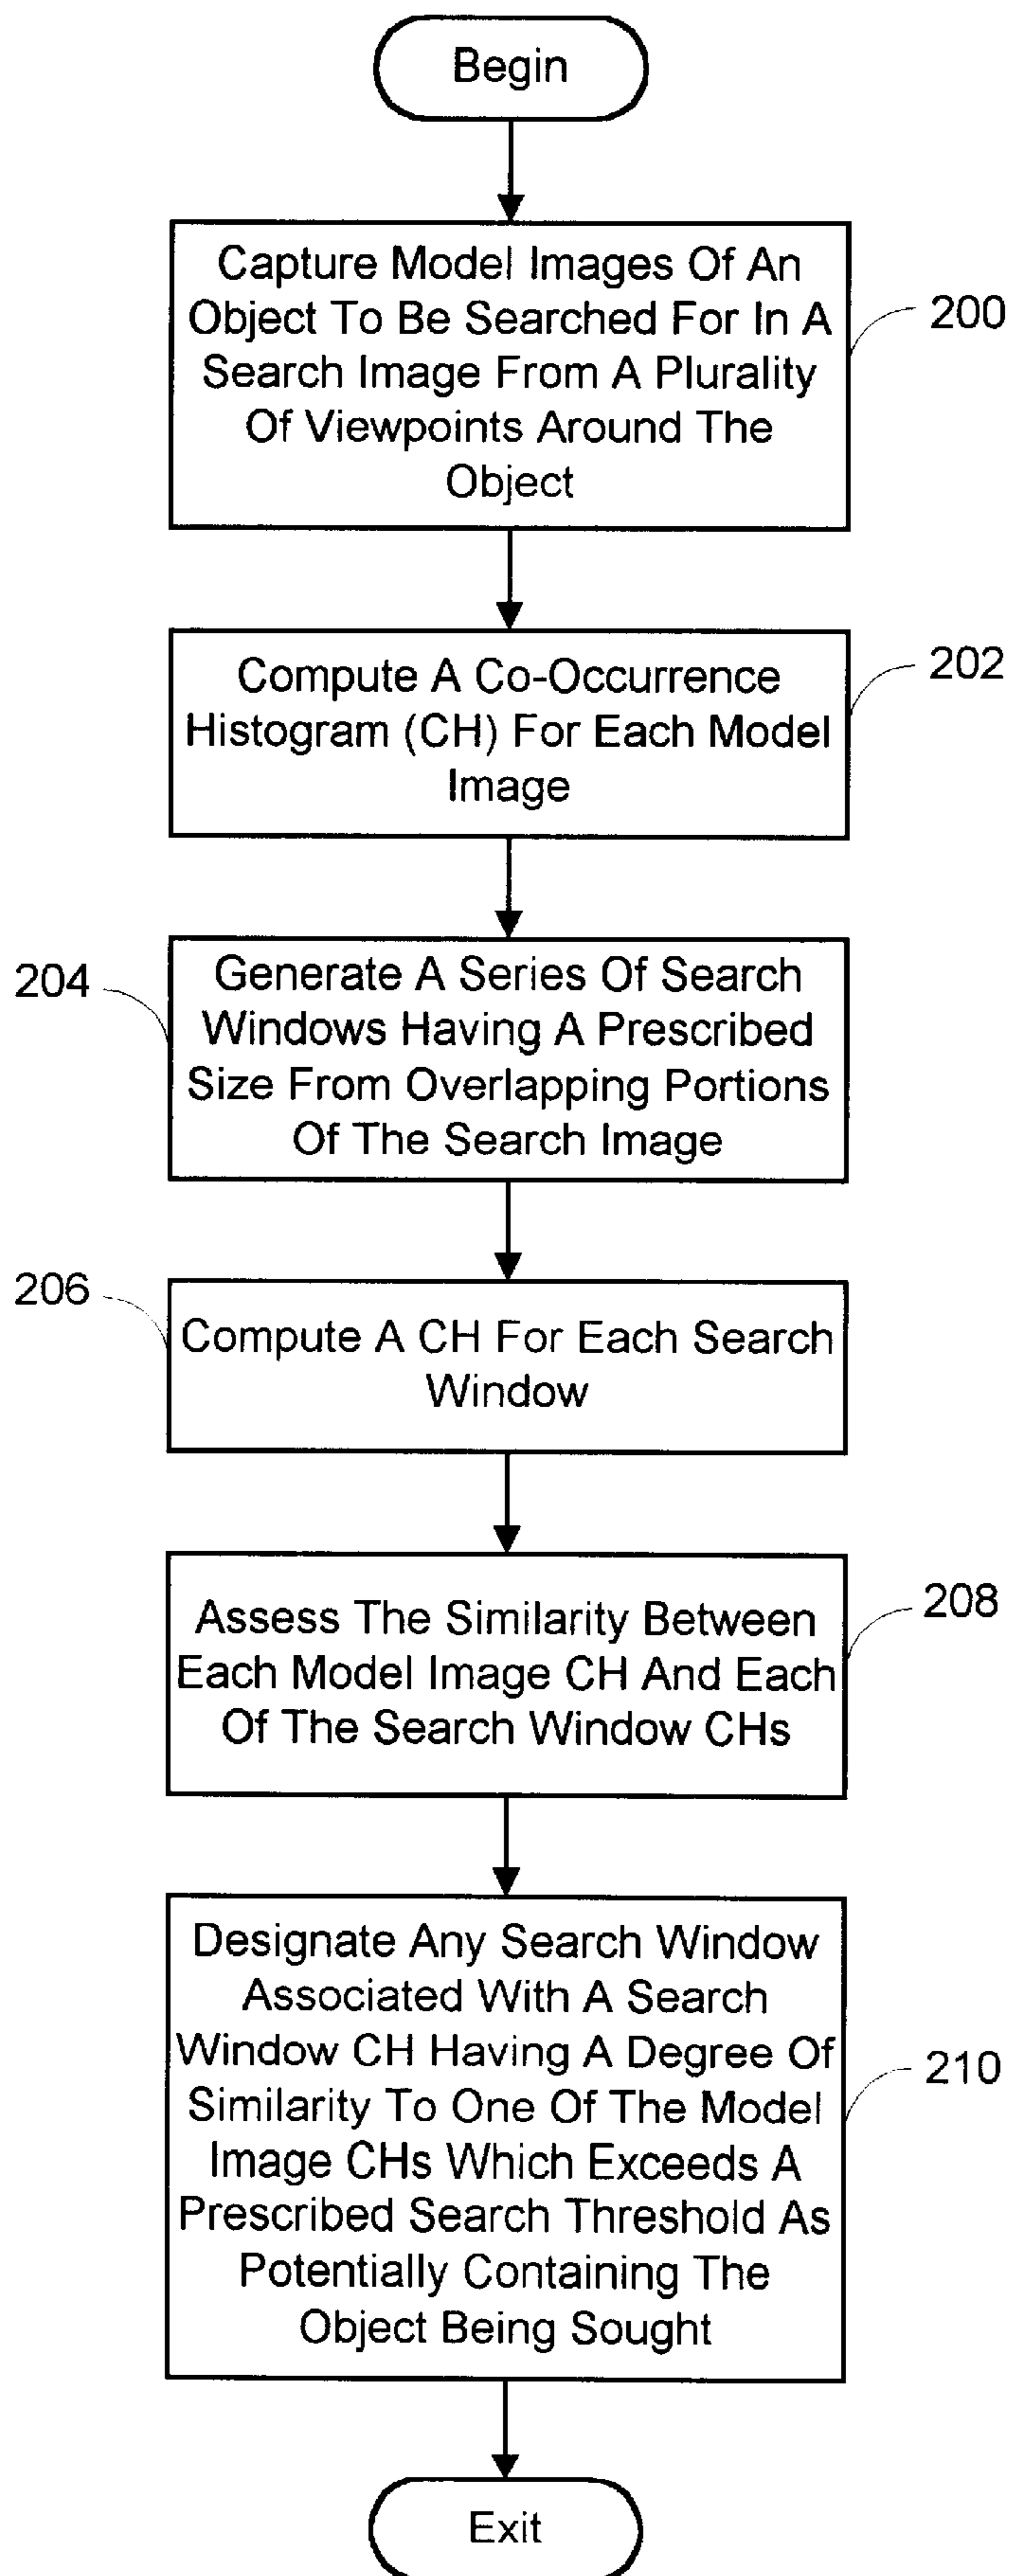 Begin
Capture Model Images Of An
Object To Be Searched For In A
Search Image From A Plurality
Of Viewpoints Around The
Object
200
Compute A Co-Occurrence
Histogram (CH) For Each Model
Image
202
204
Generate A Series Of Search
Windows Having A Prescribed
Size From Overlapping Portions
Of The Search Image
206
Compute A CH For Each Search
Window
Assess The Similarity Between
Each Model Image CH And Each
Of The Search Window CHs
208
Designate Any Search Window
Associated With A Search
Window CH Having A Degree Of
Similarity To One Of The Model
Image CHs Which Exceeds A
Prescribed Search Threshold As
Potentially Containing The
Object Being Sought
210
Exit